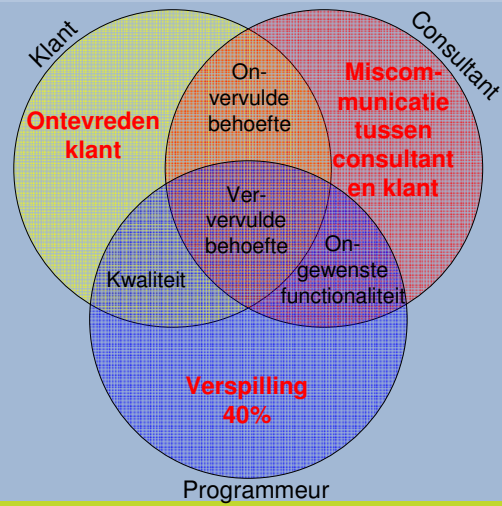 Klant
Consultant
Ontevreden
klant
On-
vervulde
behoefte
Miscom-
municatie
tussen
consultant
en klant
Ver-
vervulde
behoefte
Kwaliteit
On-
gewenste
functionaliteit
Verspilling
40%
Programmeur